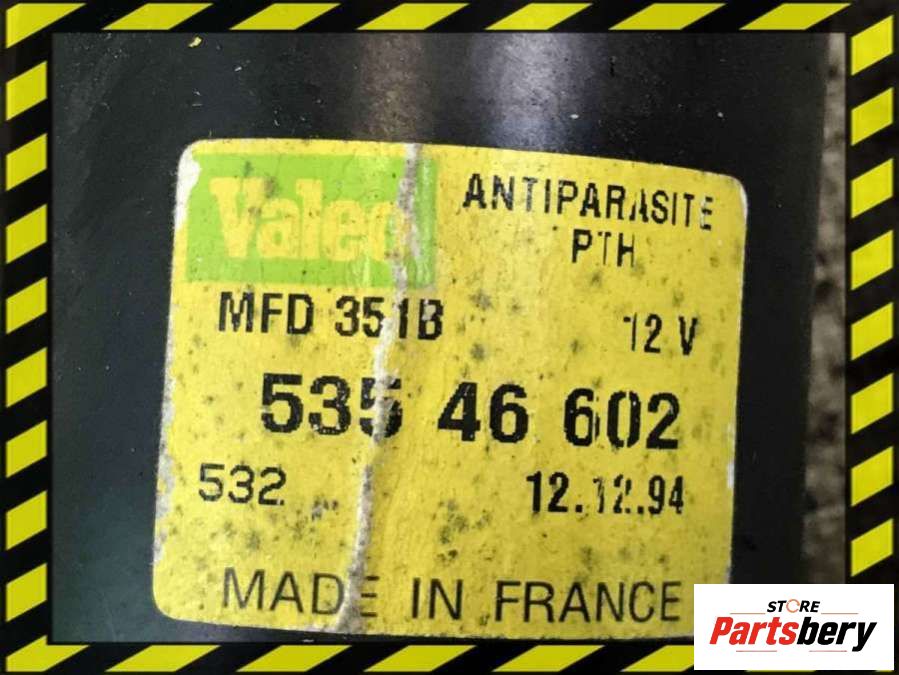 Valeo
ANTIPARASITE
PTH
MFD 351B
12 V
535 46 602
532
12.12.94
MADE IN FRANCE
STORE
Partsbery